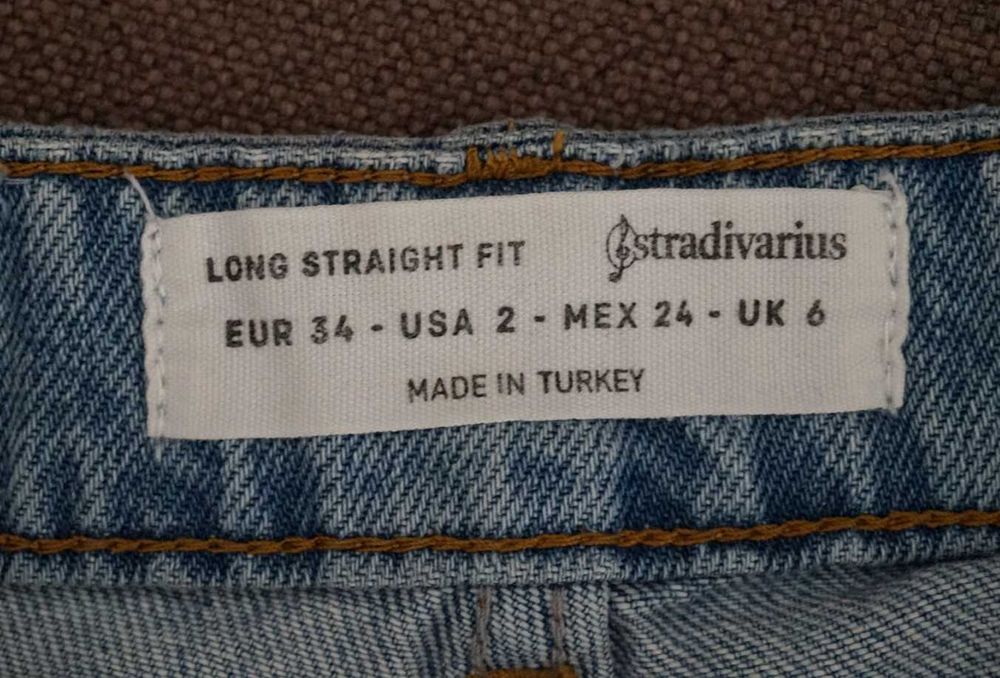 LONG STRAIGHT FIT stradivarius
EUR 34 - USA 2 - MEX 24 - UK 6
MADE IN TURKEY